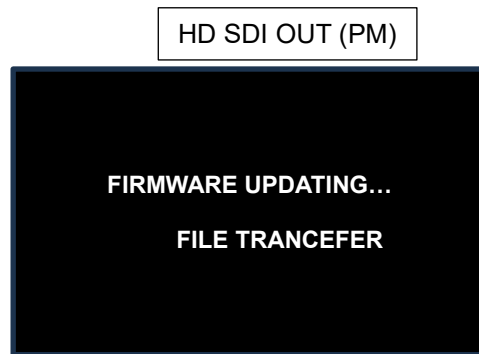 HD SDI OUT (PM)
FIRMWARE UPDATING…
FILE TRANCEFER